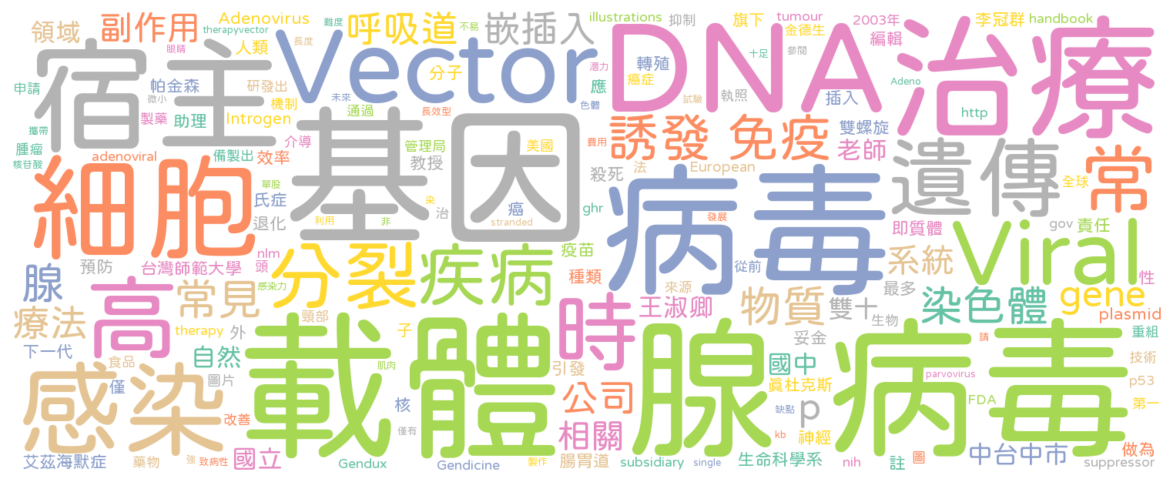 領域 副作用 Adenovirus 呼吸道 嵌插入 illustrations 抑制 旗下 tumour 2003年 李冠群 handbook
therapyvector 難度 不易 金德生 編輯
宿主 眼睛 人類 Vector DNA 治療
申請 帕金森 研發出 分子 潛力 轉殖 十足 參閱
微小 機制 未來 癌症 Adeno
攜帶 製藥 助理 Introgen 長度 通過 長效型 色體 應 試驗 執照 插入 http
腫瘤 介導 基因 管理局 美國 費用 誘發 免疫 雙螺旋
核苷酸 adenoviral 備製出 效率 教授 法 老師 遺傳 常
細胞 單股 氏症 殺死 European 全球
退化 利用 非 治 染 癌 ghr 病毒 發展 即質體 gov 責任
stranded
預防 nlm 分裂 疾病 疫苗 Viral
腺 台灣師範大學 頭 種類 從前 系統 性
高 常見 感染力 來源 最多
療法 頸部 時 王淑卿 物質 雙十 染色體 gene plasmid
therapy 外 子 妥金 生物 重組
下一代 食品 自然 載體 肌肉 引發 腺病毒 請
感染 僅 圖片 國中 parvovirus 技術
公司 眞杜克斯 p53
改善 核 p FDA 第一
僅有 相關 缺點 神經 做為
艾茲海默症 藥物 強 致病性 國立 Gendux Gendicine 製作 腸胃道 subsidiary single kb 生命科學系 nih 註 圖 中台中市 suppressor